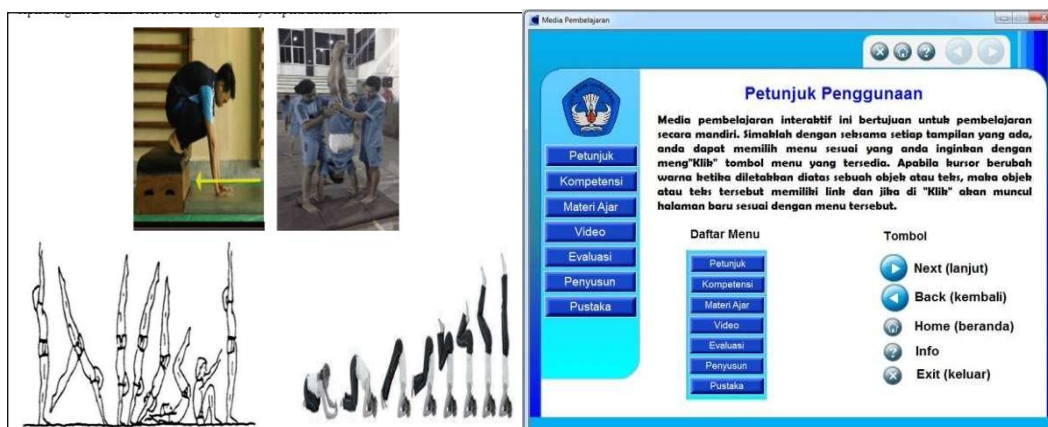 Media Pembelajaran
Petunjuk Penggunaan
Media pembelajaran interaktif ini bertujuan untuk pembelajaran
secara mandiri. Simaklah dengan seksama setiap tampilan yang ada,
anda dapat memilih menu sesuai yang anda inginkan dengan
meng"Klik" tombol menu yang tersedia. Apabila kursor berubah
warna ketika diletakkan diatas sebuah objek atau teks, maka objek
atau teks tersebut memiliki link dan jika di "Klik" akan muncul
halaman baru sesuai dengan menu tersebut.
Petunjuk
Kompetensi
Materi Ajar
Video
Evaluasi
Penyusun
Pustaka
Daftar Menu
Petunjuk
Kompetensi
Materi Ajar
Video
Evaluasi
Penyusun
Pustaka
Tombol
Next (lanjut)
Back (kembali)
Home (beranda)
Info
Exit (keluar)